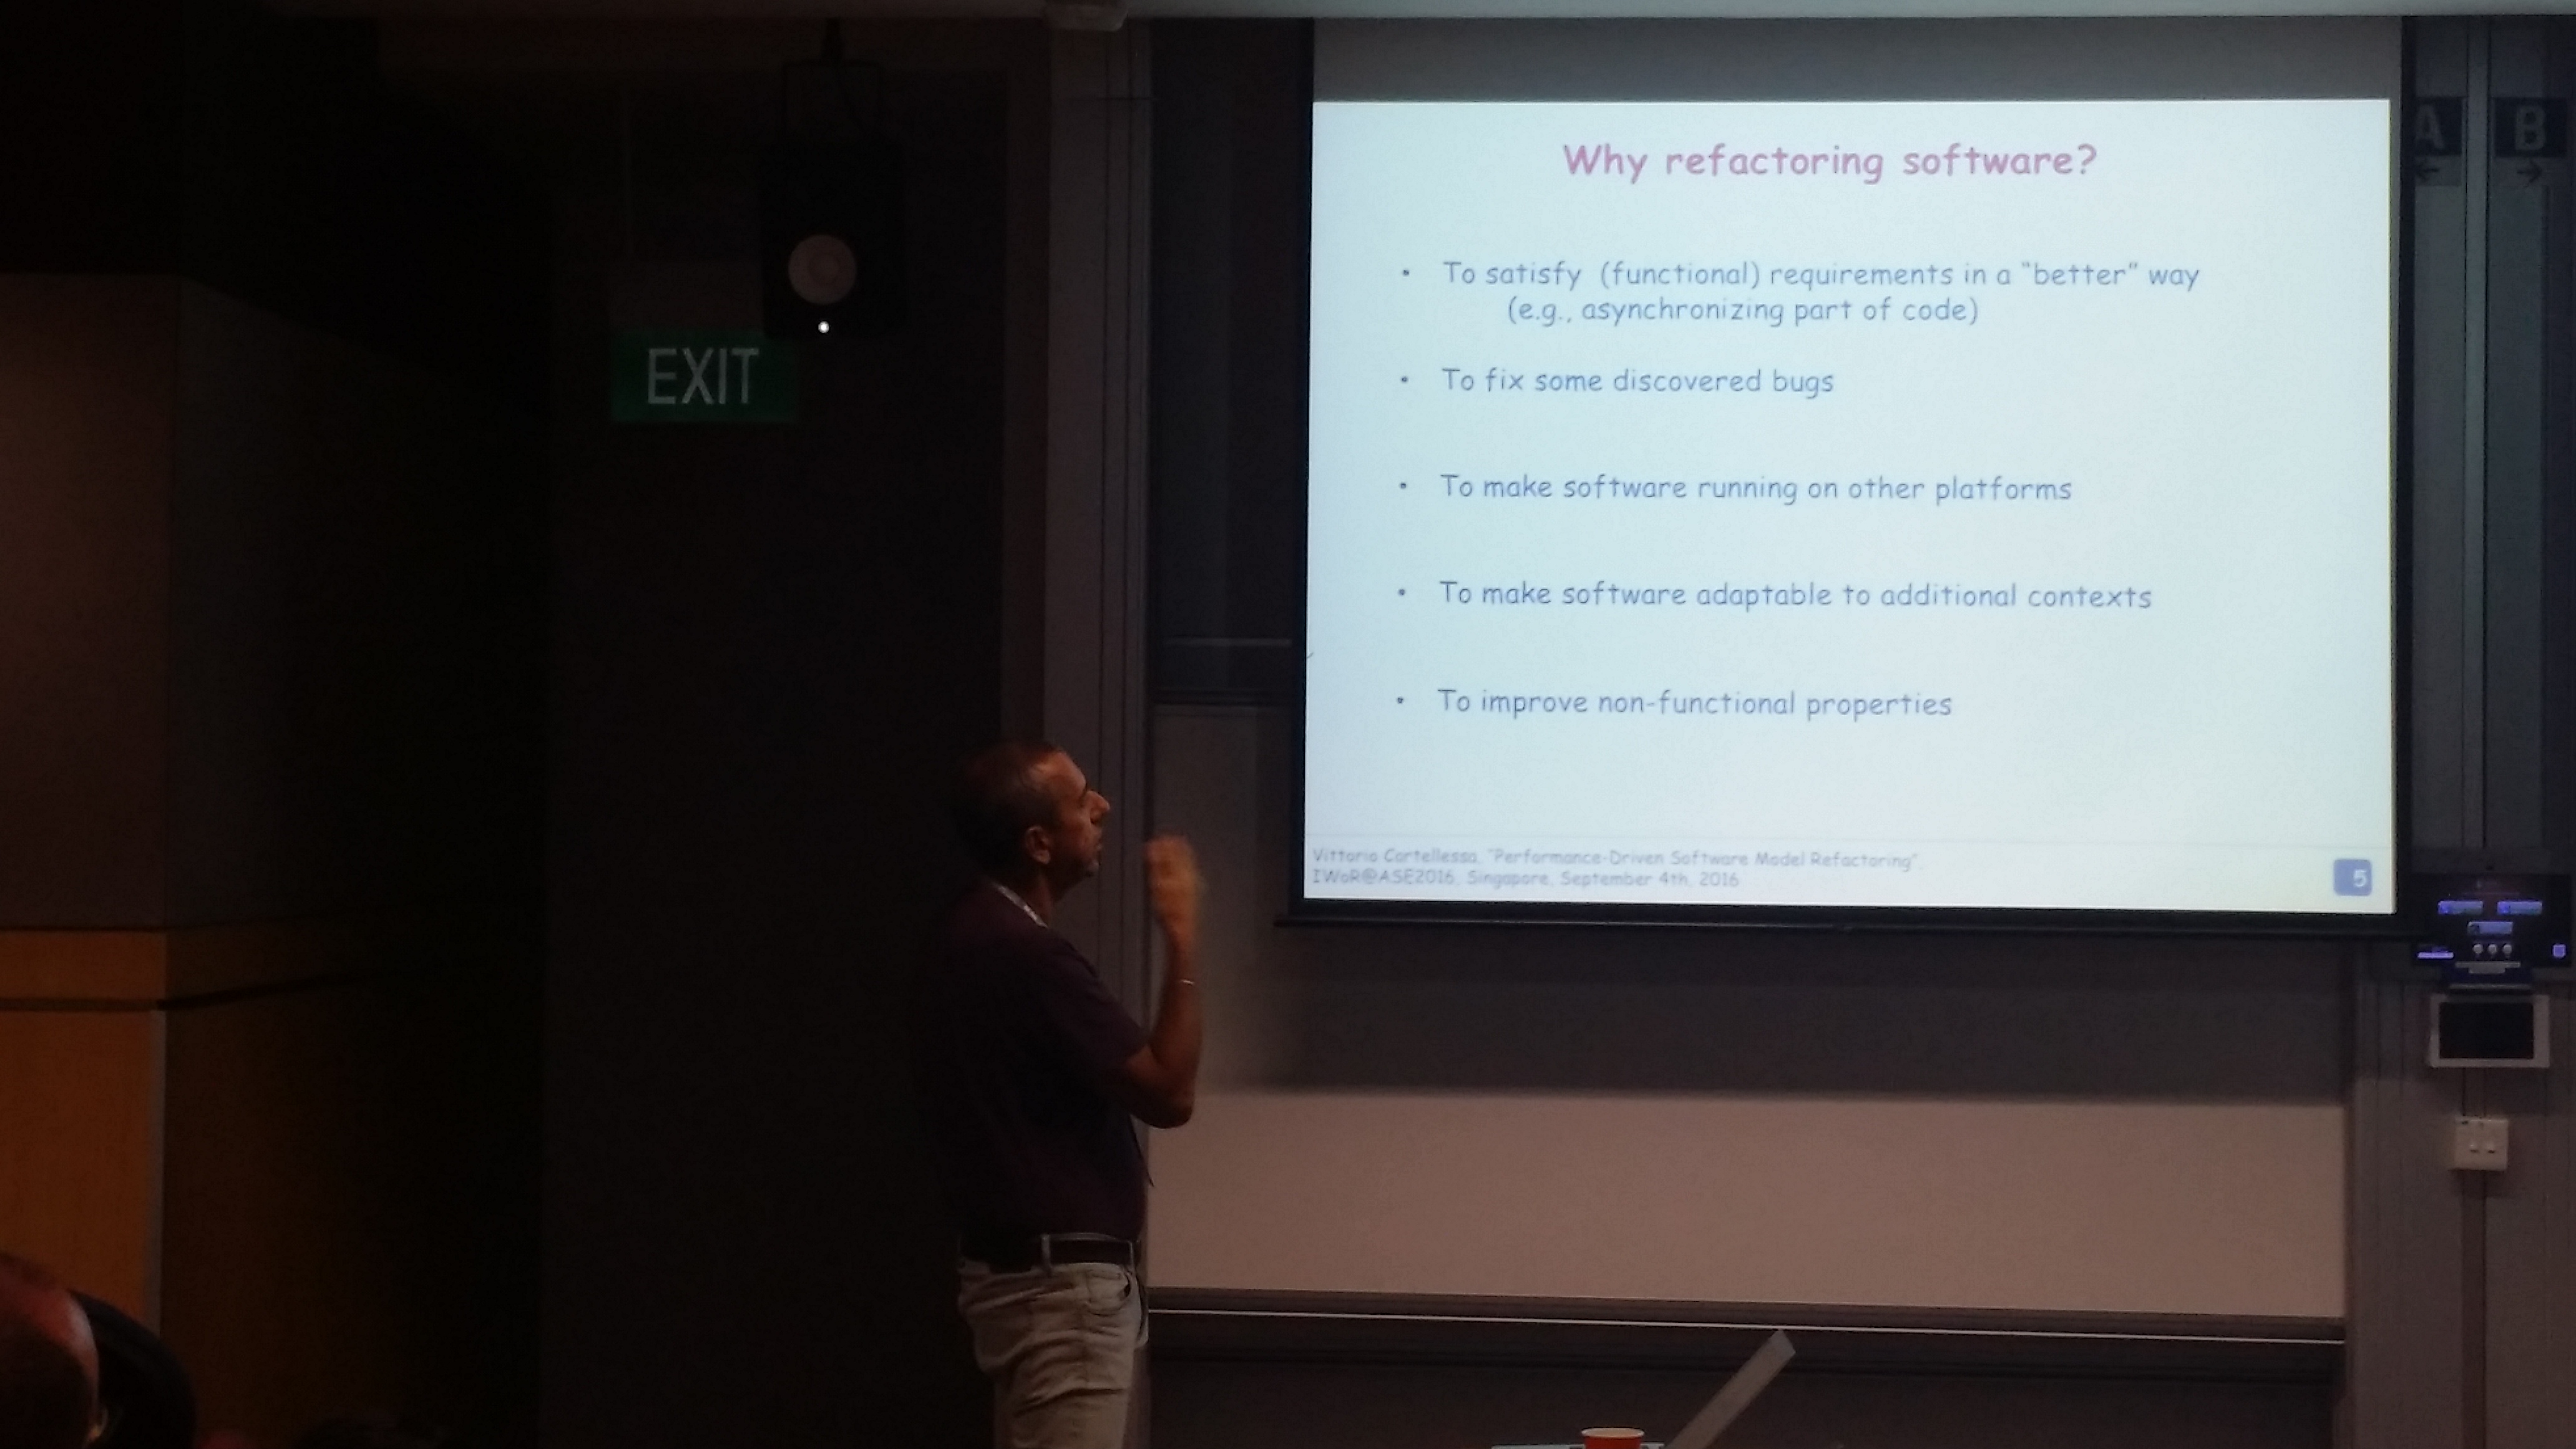 Why refactoring software?
• To satisfy (functional) requirements in a "better" way
(e.g., asynchronizing part of code)
• To fix some discovered bugs
• To make software running on other platforms
• To make software adaptable to additional contexts
• To improve non-functional properties
Vittorio Cortellessa, "Performance-Driven Software Model Refactoring",
IWoR@ASE2016, Singapore, September 4th, 2016
5
EXIT
A B
← →